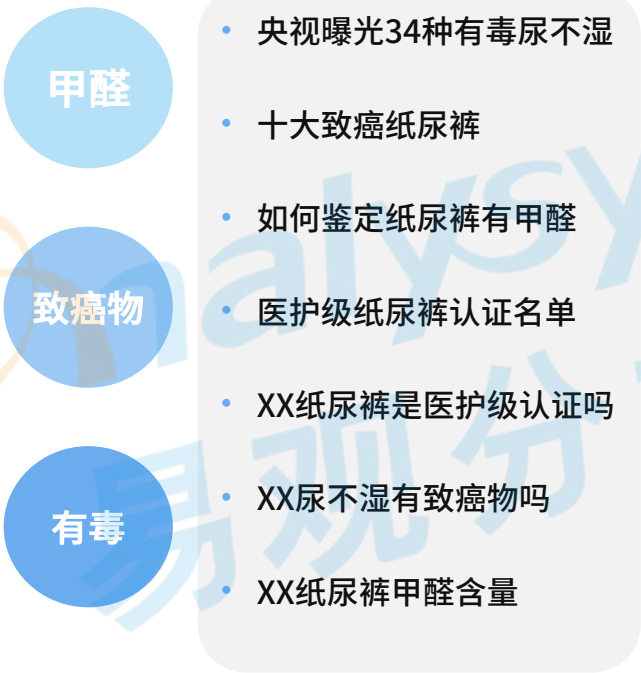 甲醛
致癌物
有毒
央视曝光34种有毒尿不湿
十大致癌纸尿裤
如何鉴定纸尿裤有甲醛
医护级纸尿裤认证名单
XX纸尿裤是医护级认证吗
XX尿不湿有致癌物吗
XX纸尿裤甲醛含量
nalysy
易观分